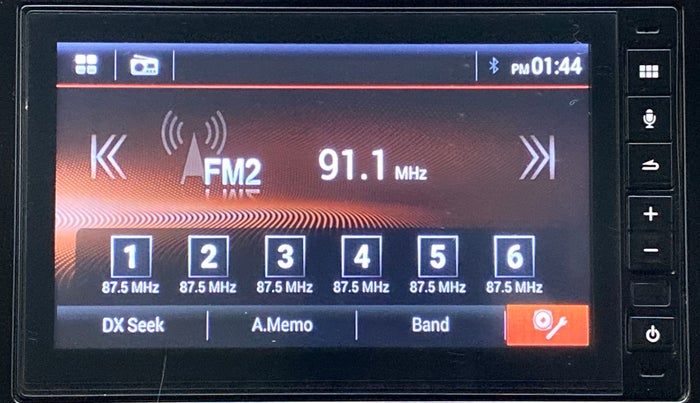 PM 01:44
FM2
91.1 MHz
1 2 3 4 5 6
87.5 MHz 87.5 MHz 87.5 MHz 87.5 MHz 87.5 MHz 87.5 MHz
DX Seek A.Memo Band
+
−